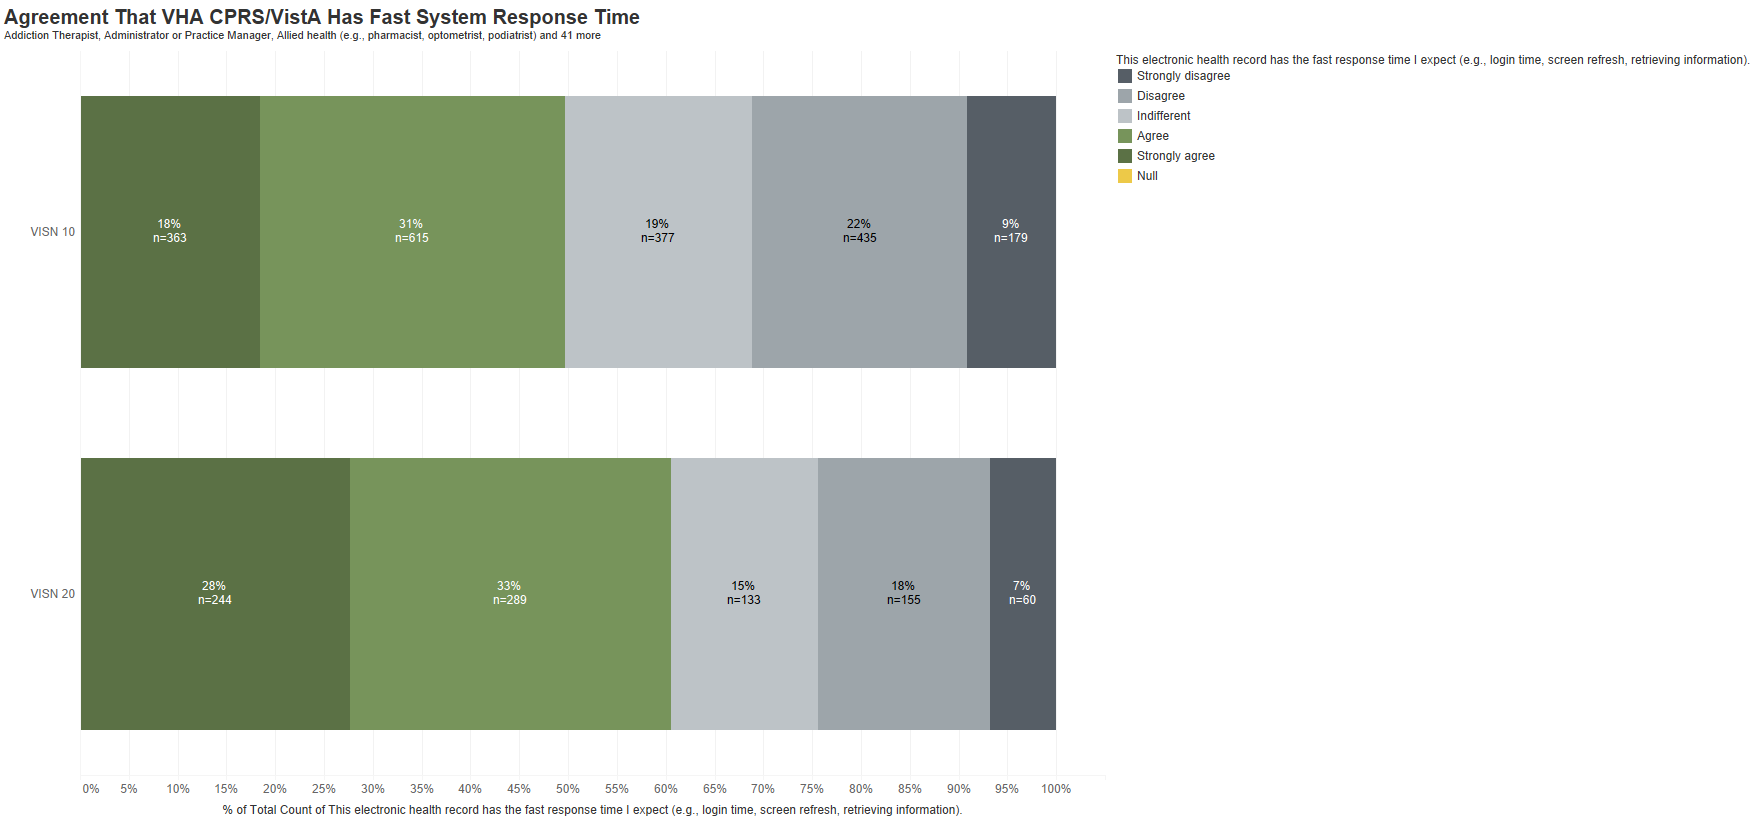 Agreement That VHA CPRS/VistA Has Fast System Response Time
Addiction Therapist, Administrator or Practice Manager, Allied health (e.g., pharmacist, optometrist, podiatrist) and 41 more
This electronic health record has the fast response time I expect (e.g., login time, screen refresh, retrieving information).
Strongly disagree
Disagree
Indifferent
Agree
Strongly agree
Null
VISN 10
18%
n=363
31%
n=615
19%
n=377
22%
n=435
9%
n=179
VISN 20
28%
n=244
33%
n=289
15%
n=133
18%
n=155
7%
n=60
0% 5% 10% 15% 20% 25% 30% 35% 40% 45% 50% 55% 60% 65% 70% 75% 80% 85% 90% 95% 100%
% of Total Count of This electronic health record has the fast response time I expect (e.g., login time, screen refresh, retrieving information).